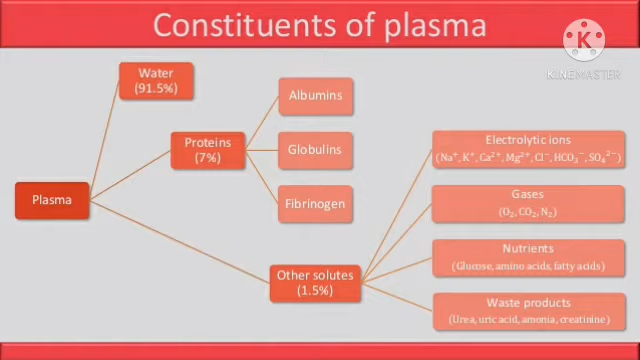 Constituents of plasma
K
KINEMASTER
Water
(91.5%)
Albumins
Proteins
(7%)
Globulins
Electrolytic ions
(Na⁺, K⁺, Ca²⁺, Mg²⁺, Cl⁻, HCO₃⁻, SO₄²⁻)
Plasma
Fibrinogen
Gases
(O₂, CO₂, N₂)
Nutrients
(Glucose, amino acids, fatty acids)
Other solutes
(1.5%)
Waste products
(Urea, uric acid, amonia, creatinine)